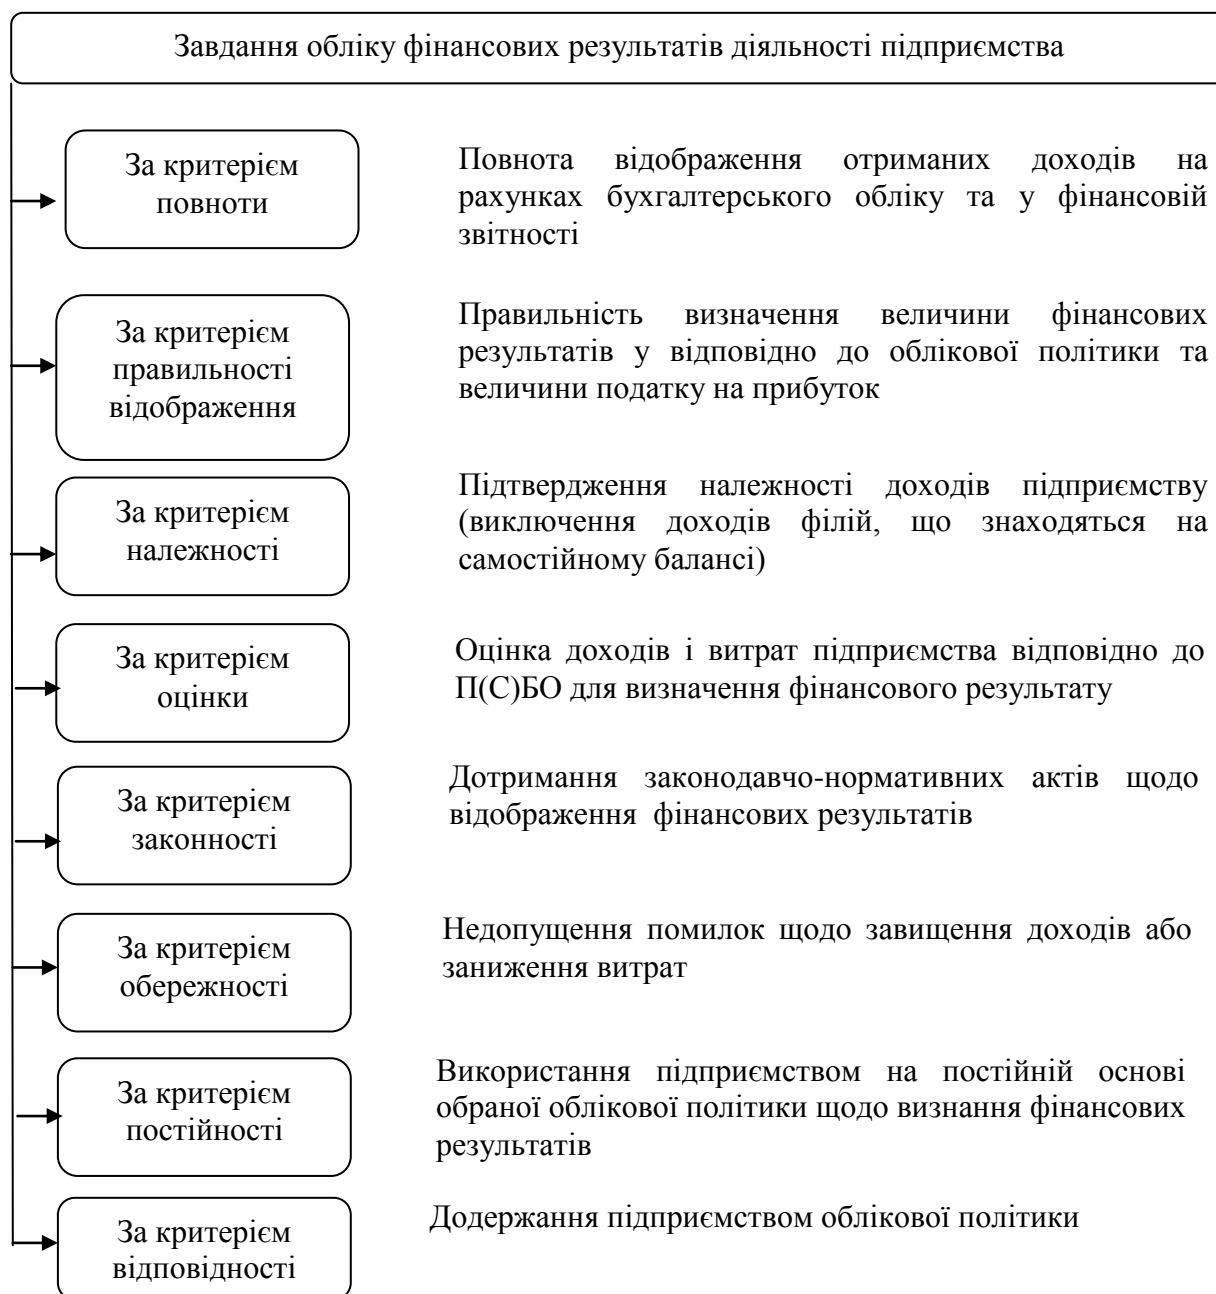 Завдання обліку фінансових результатів діяльності підприємства
За критерієм
повноти
Повнота відображення отриманих доходів на
рахунках бухгалтерського обліку та у фінансовій
звітності
За критерієм
правильності
відображення
Правильність визначення величини фінансових
результатів у відповідно до облікової політики та
величини податку на прибуток
За критерієм
належності
Підтвердження належності доходів підприємству
(виключення доходів філій, що знаходяться на
самостійному балансі)
За критерієм
оцінки
Оцінка доходів і витрат підприємства відповідно до
П(С)БО для визначення фінансового результату
За критерієм
законності
Дотримання законодавчо-нормативних актів щодо
відображення фінансових результатів
За критерієм
обережності
Недопущення помилок щодо завищення доходів або
заниження витрат
За критерієм
постійності
Використання підприємством на постійній основі
обраної облікової політики щодо визнання фінансових
результатів
За критерієм
відповідності
Додержання підприємством облікової політики